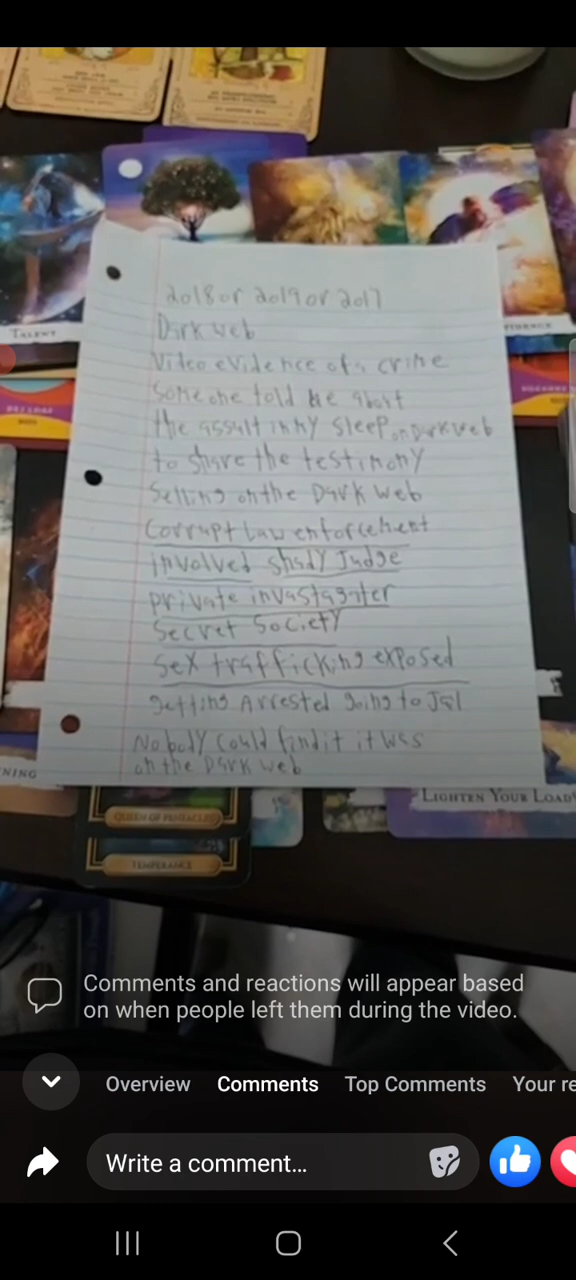 TALENT
2018 or 2019 or 2017
Dark web
Video evidence of a crime
Someone told me about
the assult in my sleep on Dark web
to share the testimony
Selling on the Dark web
Corrupt Law enforcement
involved shady Judge
private invastagater
Secret Society
Sex trafficking exposed
getting Arrested going to Jail
Nobody could find it it was
on the Dark web
NING
LIGHTEN YOUR LOAD
QUEEN OF PENTACLES
TEMPERANCE
Comments and reactions will appear based
on when people left them during the video.
Overview Comments Top Comments Your re
Write a comment...